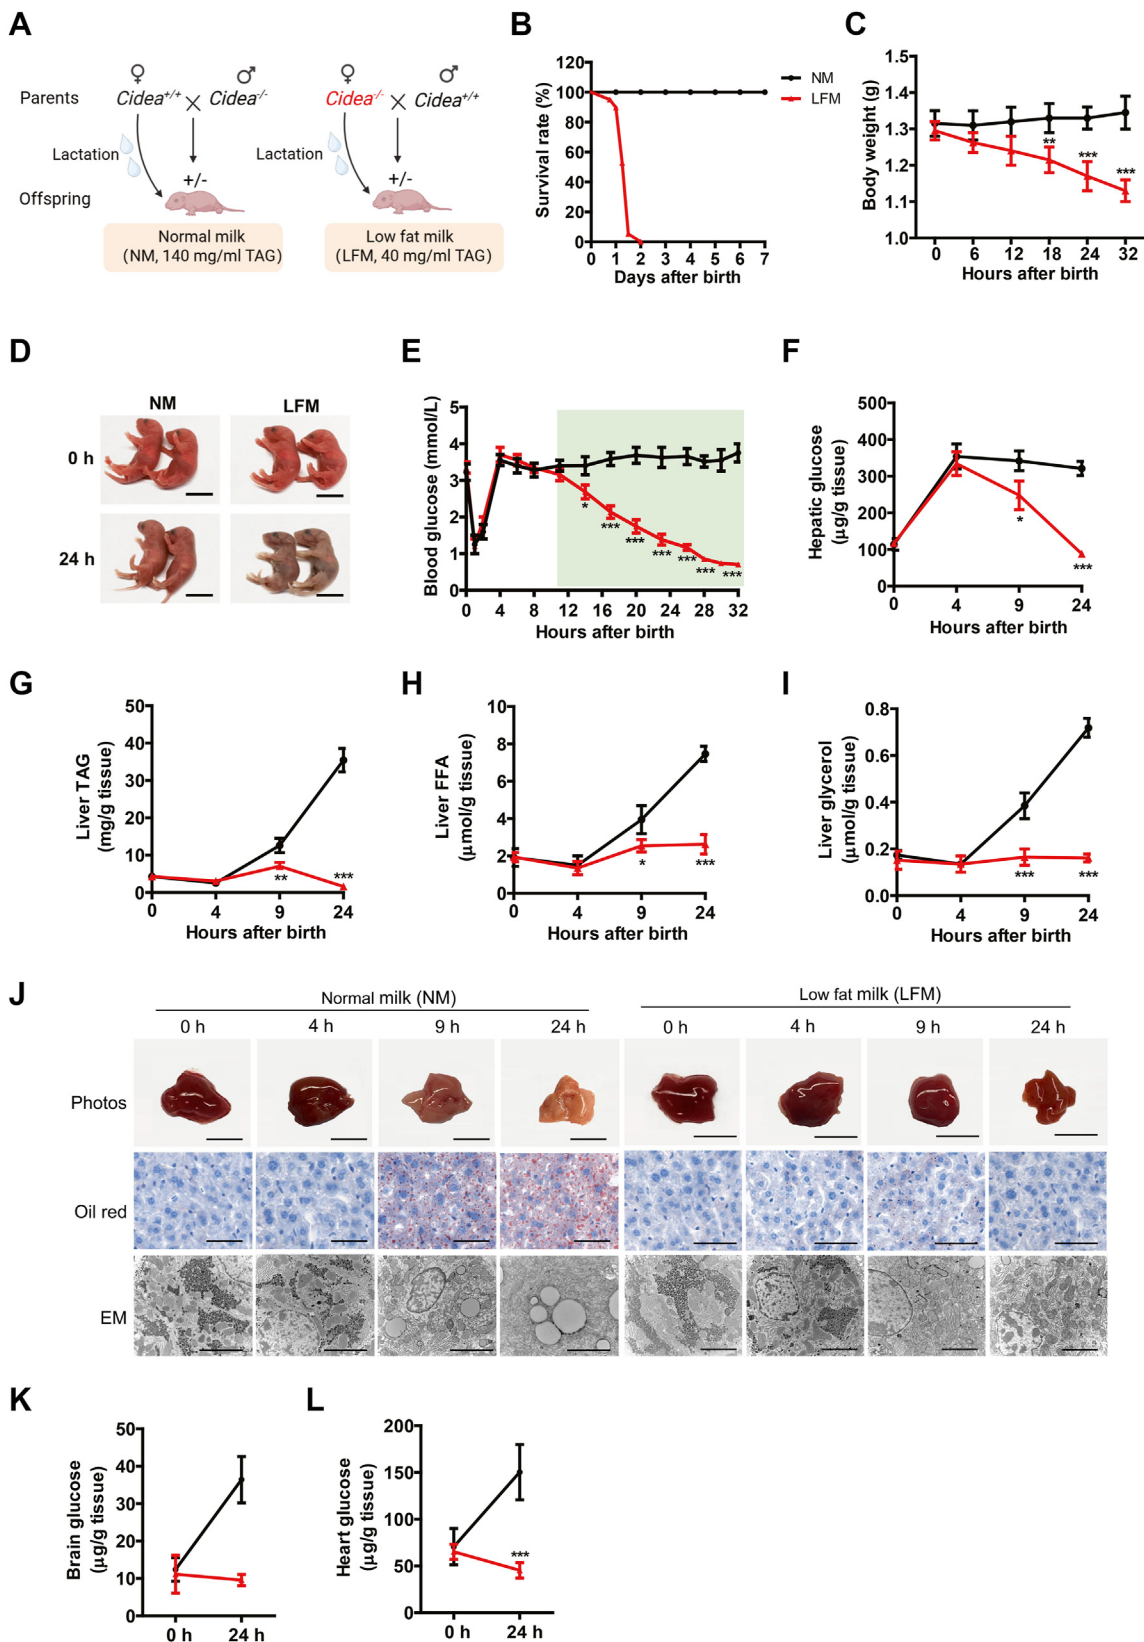 A
Parents
Cidea+/+
Cidea-/-
Cidea-/-
Cidea+/+
Lactation
Lactation
+/-
+/-
Offspring
Normal milk
(NM, 140 mg/ml TAG)
Low fat milk
(LFM, 40 mg/ml TAG)
B
Survival rate (%)
120
100
80
60
40
20
0
0 1 2 3 4 5 6 7
Days after birth
NM
LFM
C
Body weight (g)
1.5
1.4
1.3
1.2
1.1
1.0
**
***
***
0 6 12 18 24 32
Hours after birth
D
NM LFM
0 h
24 h
E
Blood glucose (mmol/L)
5
4
3
2
1
0
*
***
***
***
***
***
***
0 4 8 12 16 20 24 28 32
Hours after birth
F
Hepatic glucose
(μg/g tissue)
500
400
300
200
100
0
*
***
0 4 9 24
Hours after birth
G
Liver TAG
(mg/g tissue)
50
40
30
20
10
0
**
***
0 4 9 24
Hours after birth
H
Liver FFA
(μmol/g tissue)
10
8
6
4
2
0
*
***
0 4 9 24
Hours after birth
I
Liver glycerol
(μmol/g tissue)
0.8
0.6
0.4
0.2
0.0
***
***
0 4 9 24
Hours after birth
J
Normal milk (NM)
Low fat milk (LFM)
0 h 4 h 9 h 24 h 0 h 4 h 9 h 24 h
Photos
Oil red
EM
K
Brain glucose
(μg/g tissue)
50
40
30
20
10
0
0 h 24 h
L
Heart glucose
(μg/g tissue)
200
150
100
50
0
***
0 h 24 h